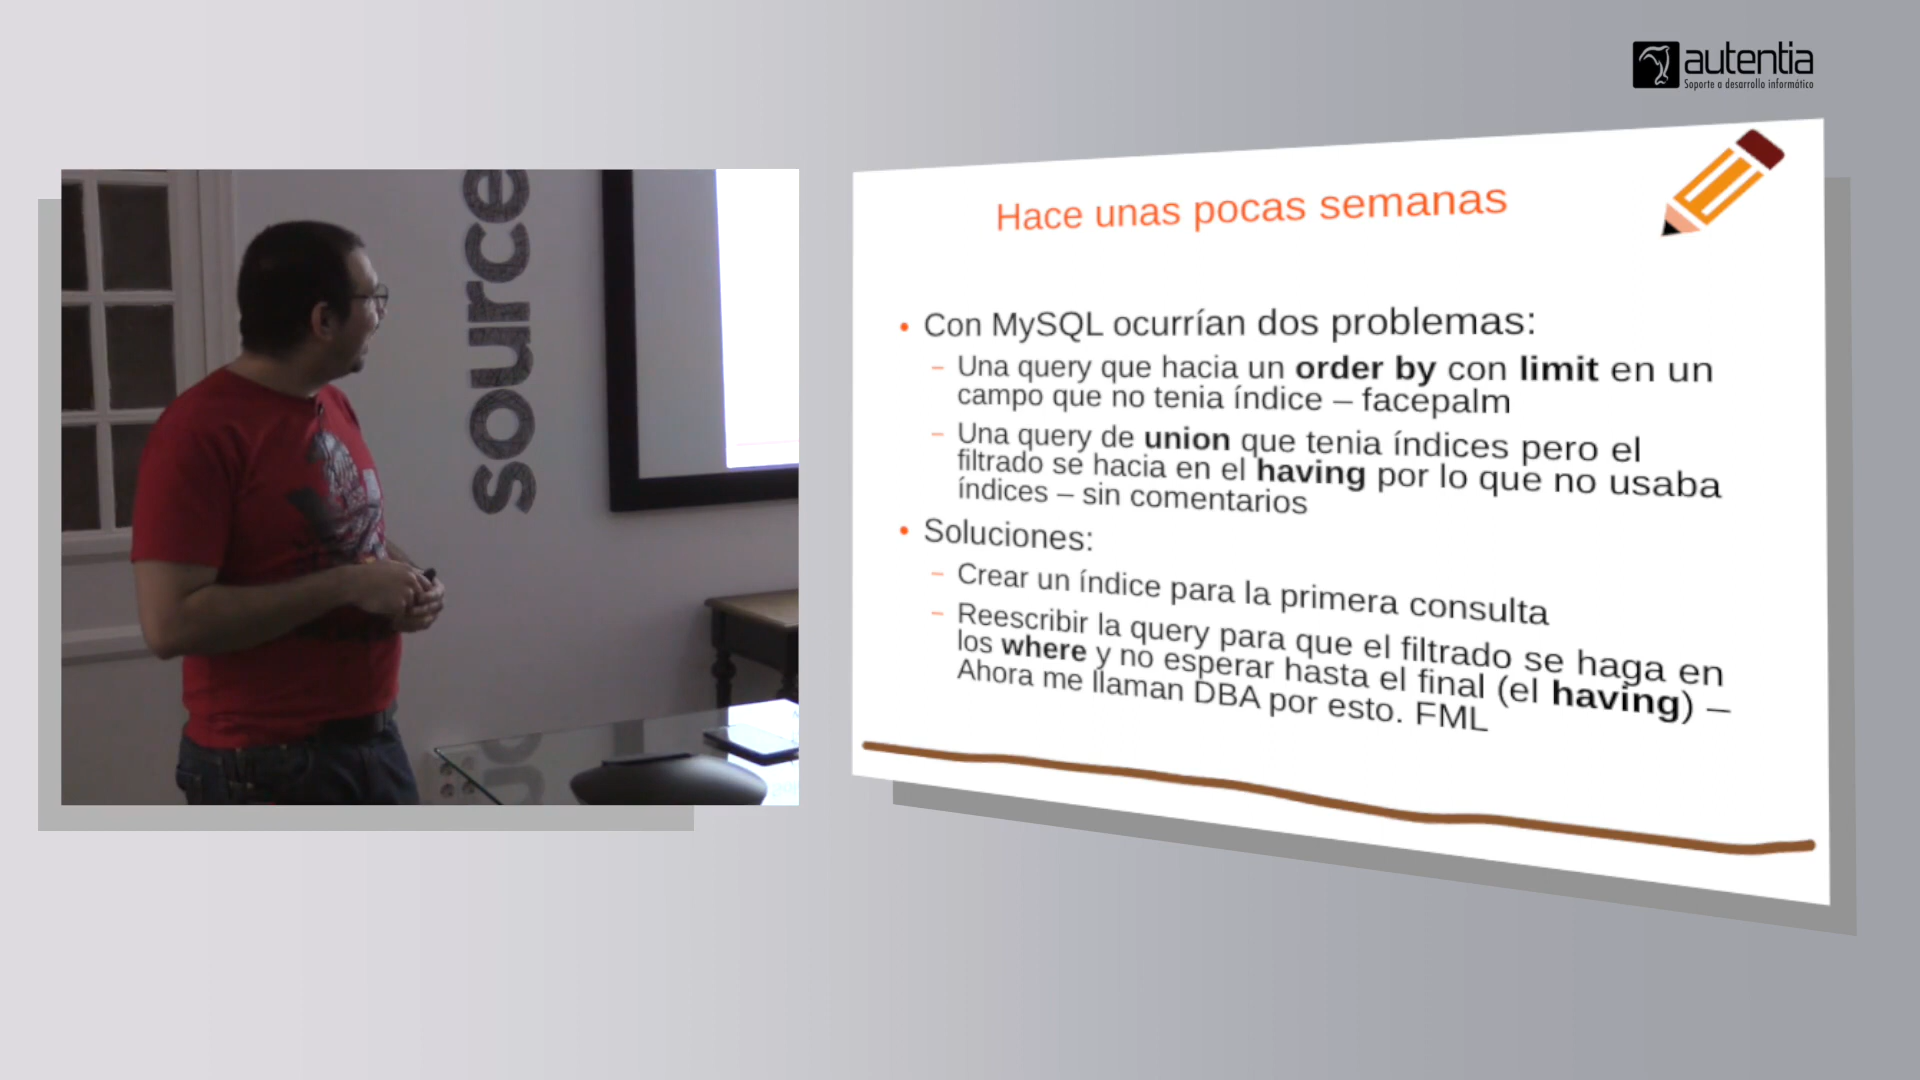 autentia
Soporte a desarrollo informático
source
Hace unas pocas semanas
• Con MySQL ocurrían dos problemas:
– Una query que hacia un order by con limit en un
campo que no tenia índice – facepalm
– Una query de union que tenia índices pero el
filtrado se hacia en el having por lo que no usaba
índices – sin comentarios
• Soluciones:
– Crear un índice para la primera consulta
– Reescribir la query para que el filtrado se haga en
los where y no esperar hasta el final (el having) –
Ahora me llaman DBA por esto. FML